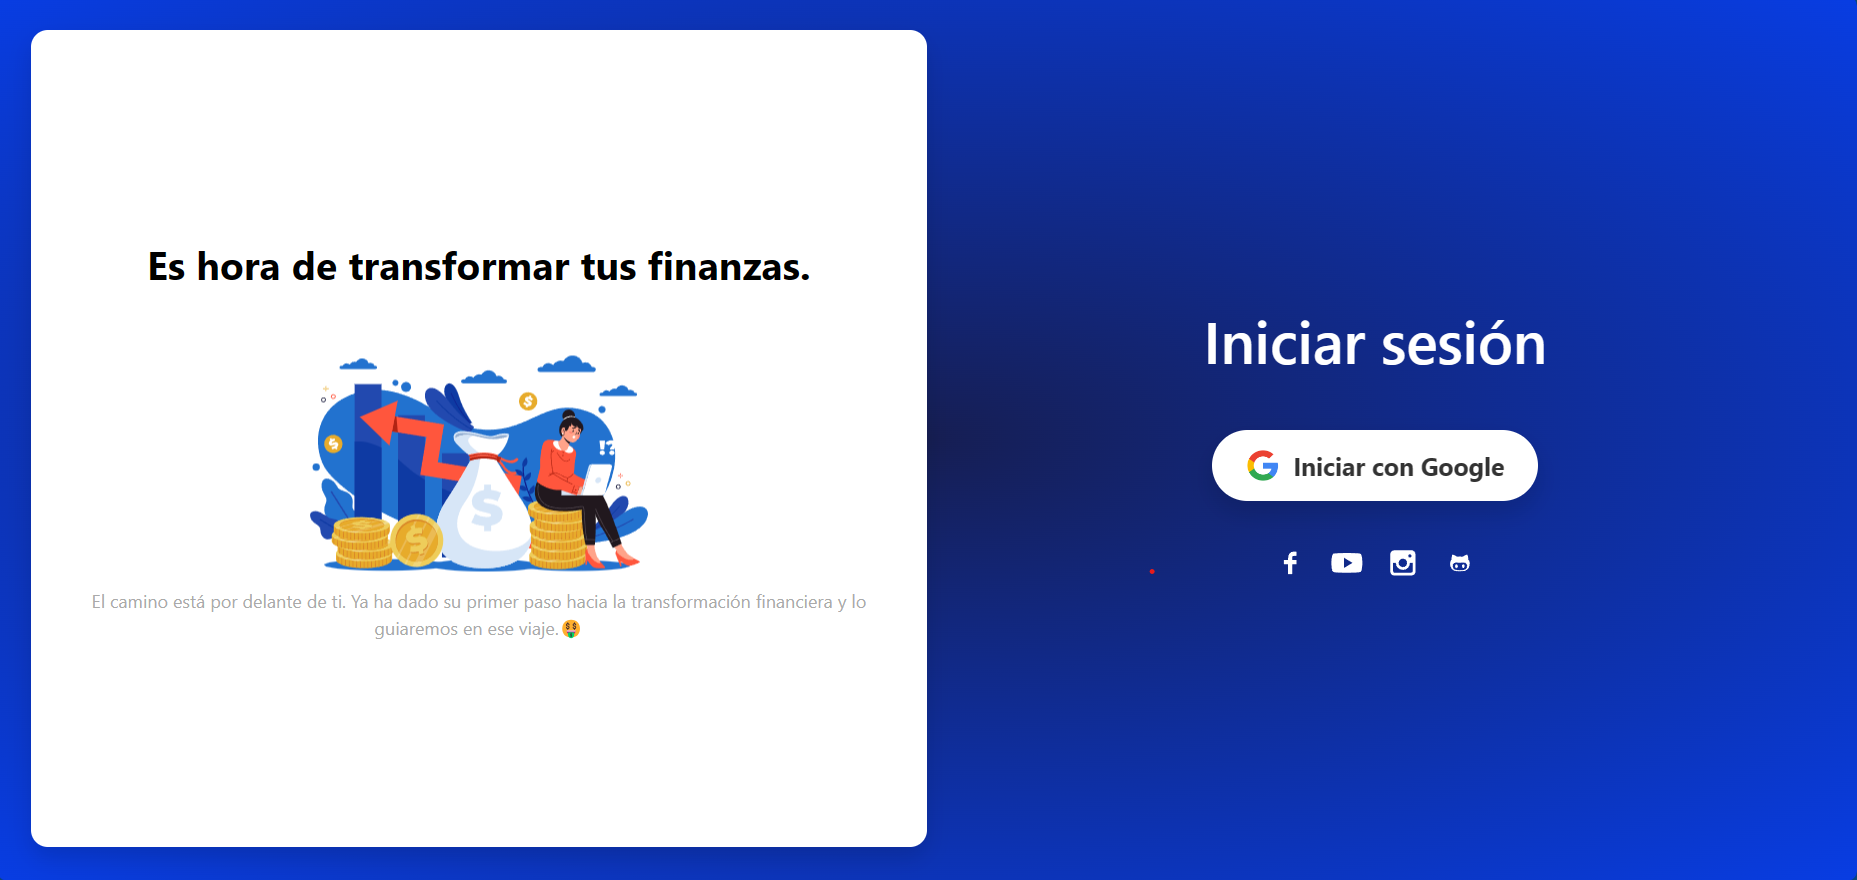 Es hora de transformar tus finanzas.
!?
$
$
$
$
El camino está por delante de ti. Ya ha dado su primer paso hacia la transformación financiera y lo
guiaremos en ese viaje.🤑
Iniciar sesión
Iniciar con Google